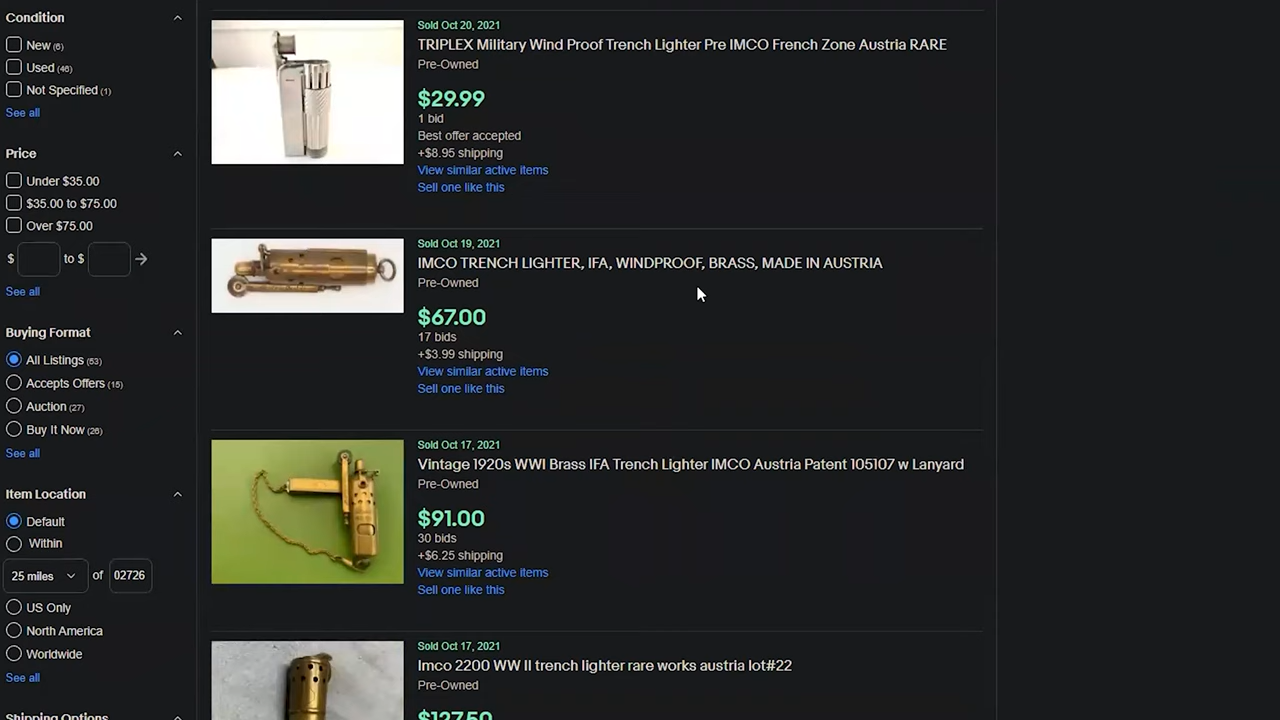 Condition
New (6)
Used (46)
Not Specified (1)
See all
Price
Under $35.00
$35.00 to $75.00
Over $75.00
$ to $
See all
Buying Format
All Listings (53)
Accepts Offers (15)
Auction (27)
Buy It Now (26)
See all
Item Location
Default
Within
25 miles of 02726
US Only
North America
Worldwide
See all
Shipping Options
Sold Oct 20, 2021
TRIPLEX Military Wind Proof Trench Lighter Pre IMCO French Zone Austria RARE
Pre-Owned
$29.99
1 bid
Best offer accepted
+$8.95 shipping
View similar active items
Sell one like this
Sold Oct 19, 2021
IMCO TRENCH LIGHTER, IFA, WINDPROOF, BRASS, MADE IN AUSTRIA
Pre-Owned
$67.00
17 bids
+$3.99 shipping
View similar active items
Sell one like this
Sold Oct 17, 2021
Vintage 1920s WWI Brass IFA Trench Lighter IMCO Austria Patent 105107 w Lanyard
Pre-Owned
$91.00
30 bids
+$6.25 shipping
View similar active items
Sell one like this
Sold Oct 17, 2021
Imco 2200 WW II trench lighter rare works austria lot#22
Pre-Owned
$127.50